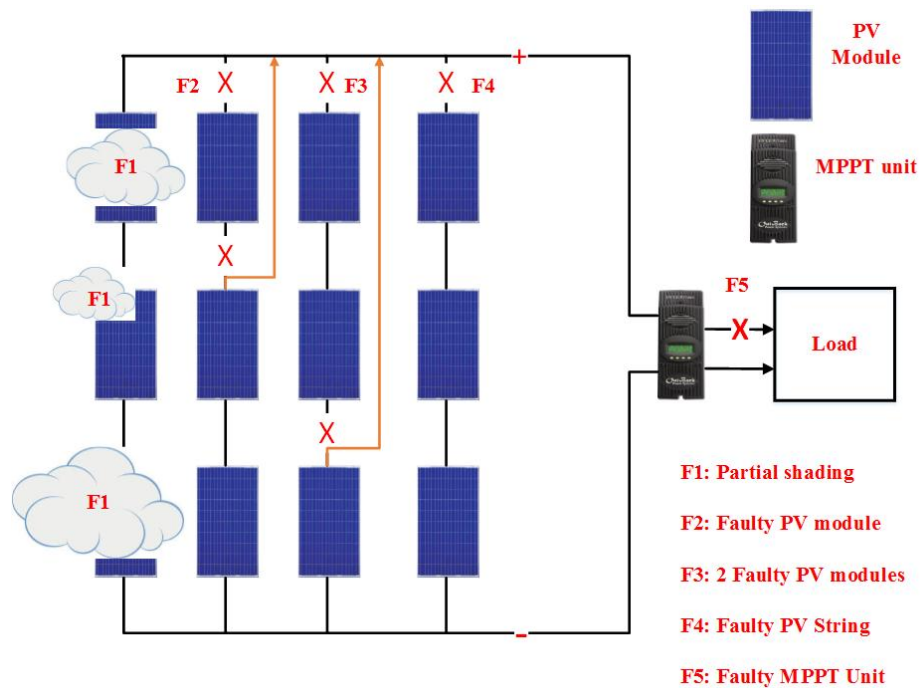 PV
Module
+
F2
X
X
F3
X
F4
F1
MPPT unit
X
F1
F5
X
Load
X
F1
F1: Partial shading
F2: Faulty PV module
F3: 2 Faulty PV modules
F4: Faulty PV String
-
F5: Faulty MPPT Unit